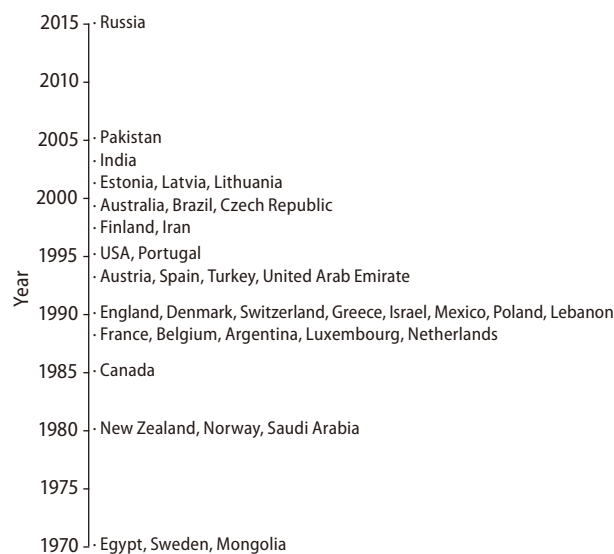 2015 · Russia
2010
2005 · Pakistan
· India
· Estonia, Latvia, Lithuania
2000
· Australia, Brazil, Czech Republic
· Finland, Iran
1995 · USA, Portugal
· Austria, Spain, Turkey, United Arab Emirate
1990 · England, Denmark, Switzerland, Greece, Israel, Mexico, Poland, Lebanon
· France, Belgium, Argentina, Luxembourg, Netherlands
1985 · Canada
1980 · New Zealand, Norway, Saudi Arabia
1975
1970 · Egypt, Sweden, Mongolia
Year